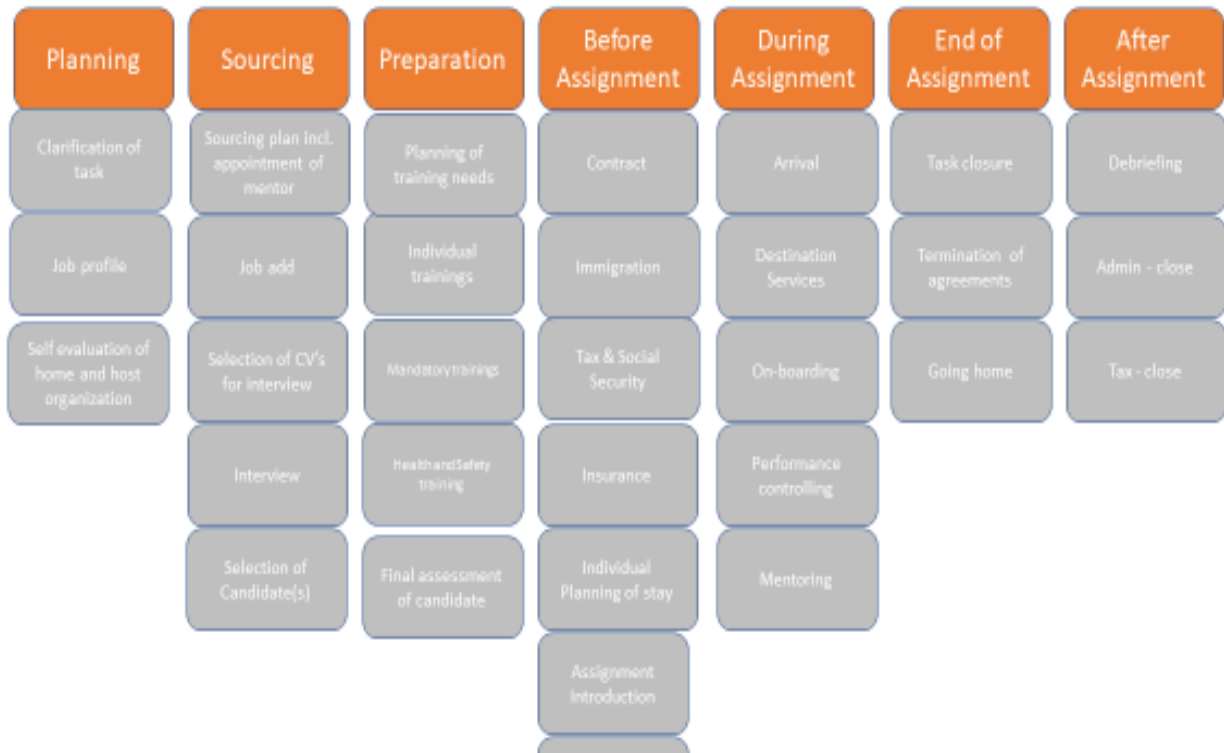 Planning
Clarification of
task
Job profile
Self evaluation of
home and host
organization
Sourcing
Sourcing plan incl.
appointment of
mentor
Job add
Selection of CV's
for interview
Interview
Selection of
Candidate(s)
Preparation
Planning of
training needs
Individual
trainings
Mandatory trainings
Health and Safety
training
Final assessment
of candidate
Before
Assignment
Contract
Immigration
Tax & Social
Security
Insurance
Individual
Planning of stay
Assignment
Introduction
During
Assignment
Arrival
Destination
Services
On-boarding
Performance
controlling
Mentoring
End of
Assignment
Task closure
Termination of
agreements
Going home
After
Assignment
Debriefing
Admin - close
Tax - close